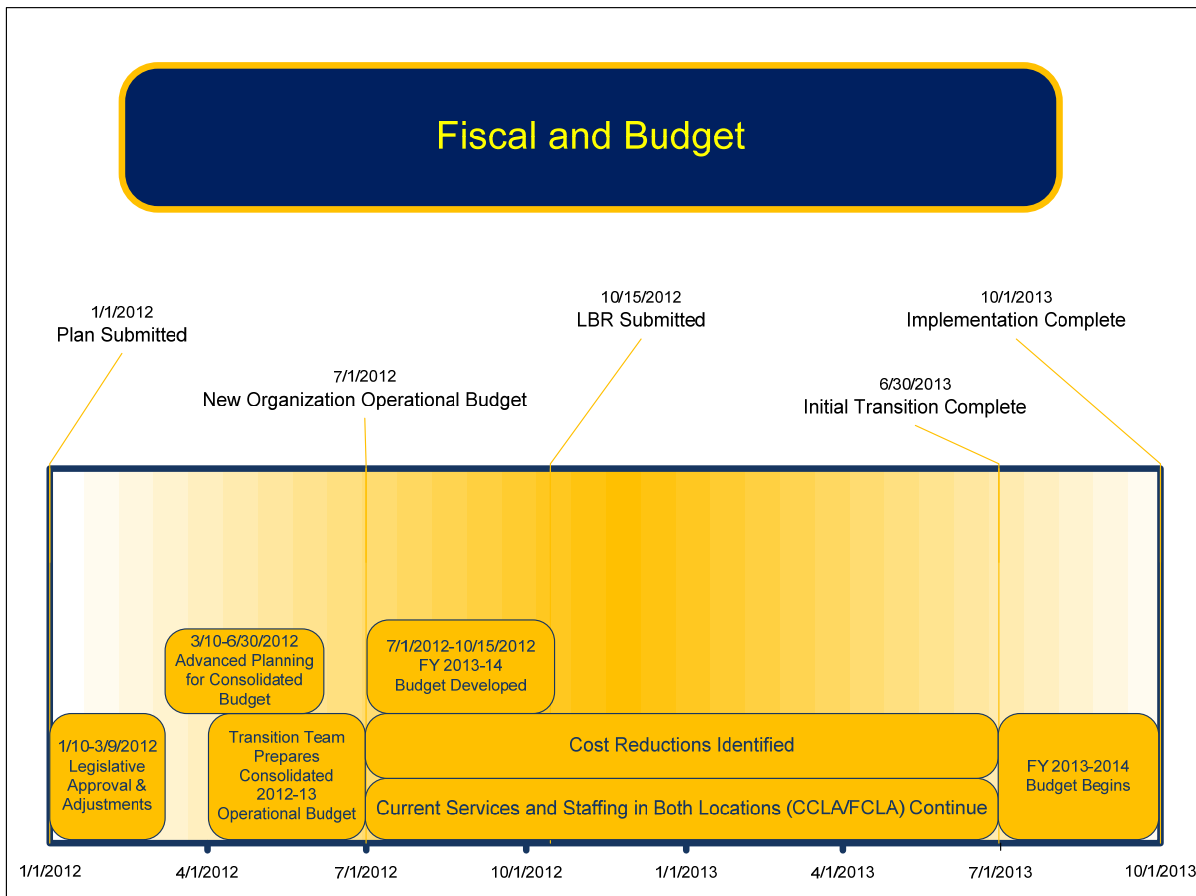 Fiscal and Budget
1/1/2012
Plan Submitted
10/15/2012
LBR Submitted
10/1/2013
Implementation Complete
7/1/2012
New Organization Operational Budget
6/30/2013
Initial Transition Complete
3/10-6/30/2012
Advanced Planning
for Consolidated
Budget
7/1/2012-10/15/2012
FY 2013-14
Budget Developed
1/10-3/9/2012
Legislative
Approval &
Adjustments
Transition Team
Prepares
Consolidated
2012-13
Operational Budget
Cost Reductions Identified
Current Services and Staffing in Both Locations (CCLA/FCLA) Continue
FY 2013-2014
Budget Begins
1/1/2012
4/1/2012
7/1/2012
10/1/2012
1/1/2013
4/1/2013
7/1/2013
10/1/2013